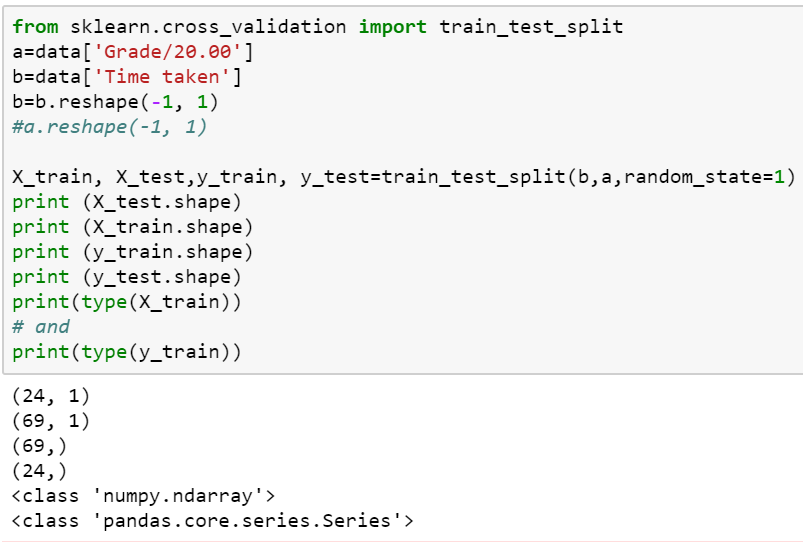 from sklearn.cross_validation import train_test_split
a=data['Grade/20.00']
b=data['Time taken']
b=b.reshape(-1, 1)
#a.reshape(-1, 1)
X_train, X_test,y_train, y_test=train_test_split(b,a,random_state=1)
print (X_test.shape)
print (X_train.shape)
print (y_train.shape)
print (y_test.shape)
print(type(X_train))
# and
print(type(y_train))
(24, 1)
(69, 1)
(69,)
(24,)
<class 'numpy.ndarray'>
<class 'pandas.core.series.Series'>